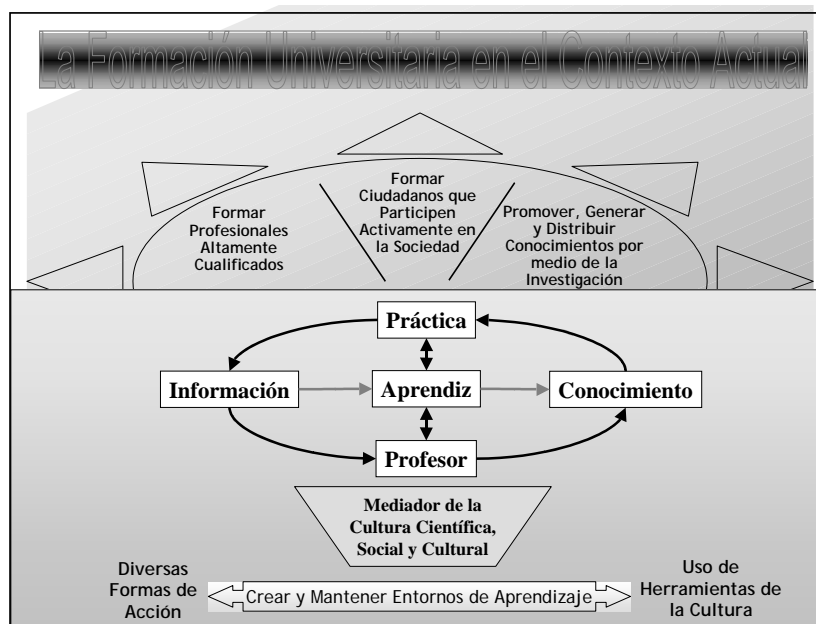 La Formación Universitaria en el Contexto Actual
Formar
Profesionales
Altamente
Cualificados
Formar
Ciudadanos que
Participen
Activamente en
la Sociedad
Promover, Generar
y Distribuir
Conocimientos por
medio de la
Investigación
Práctica
Información
Aprendiz
Conocimiento
Profesor
Mediador de la
Cultura Científica,
Social y Cultural
Diversas
Formas de
Acción
Crear y Mantener Entornos de Aprendizaje
Uso de
Herramientas de
la Cultura